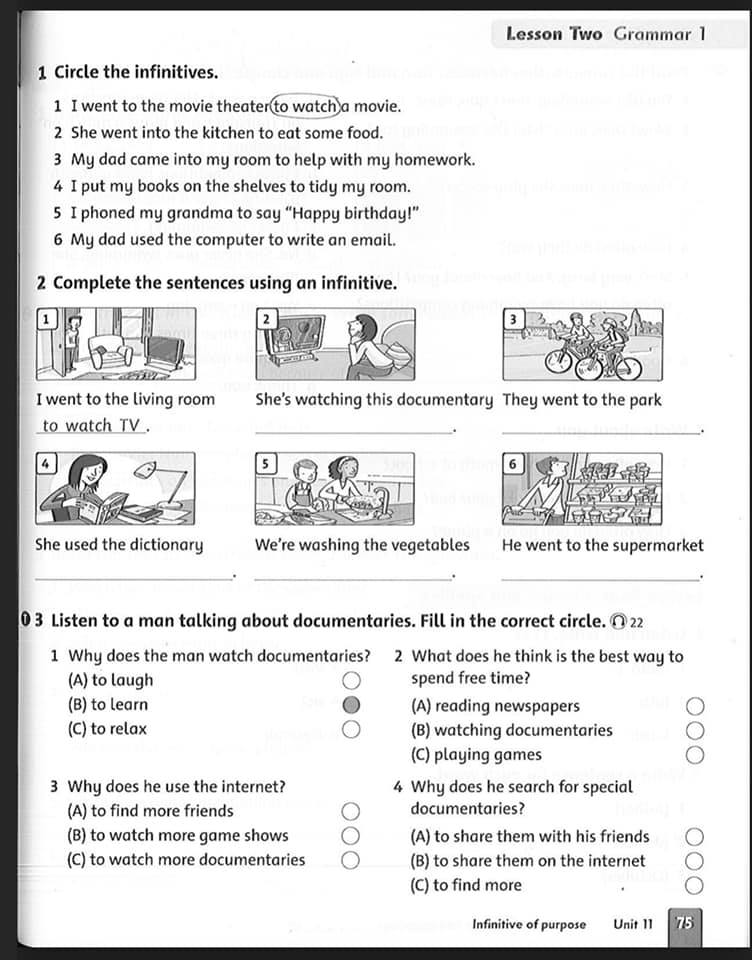 Lesson Two Grammar 1
1 Circle the infinitives.
1 I went to the movie theater to watch a movie.
2 She went into the kitchen to eat some food.
3 My dad came into my room to help with my homework.
4 I put my books on the shelves to tidy my room.
5 I phoned my grandma to say "Happy birthday!"
6 My dad used the computer to write an email.
2 Complete the sentences using an infinitive.
1
2
3
I went to the living room
to watch TV .
She's watching this documentary
.
They went to the park
.
4
5
6
She used the dictionary
.
We're washing the vegetables
.
He went to the supermarket
.
3 Listen to a man talking about documentaries. Fill in the correct circle. 22
1 Why does the man watch documentaries?
(A) to laugh
(B) to learn
(C) to relax
2 What does he think is the best way to
spend free time?
(A) reading newspapers
(B) watching documentaries
(C) playing games
3 Why does he use the internet?
(A) to find more friends
(B) to watch more game shows
(C) to watch more documentaries
4 Why does he search for special
documentaries?
(A) to share them with his friends
(B) to share them on the internet
(C) to find more
Infinitive of purpose Unit 11 75